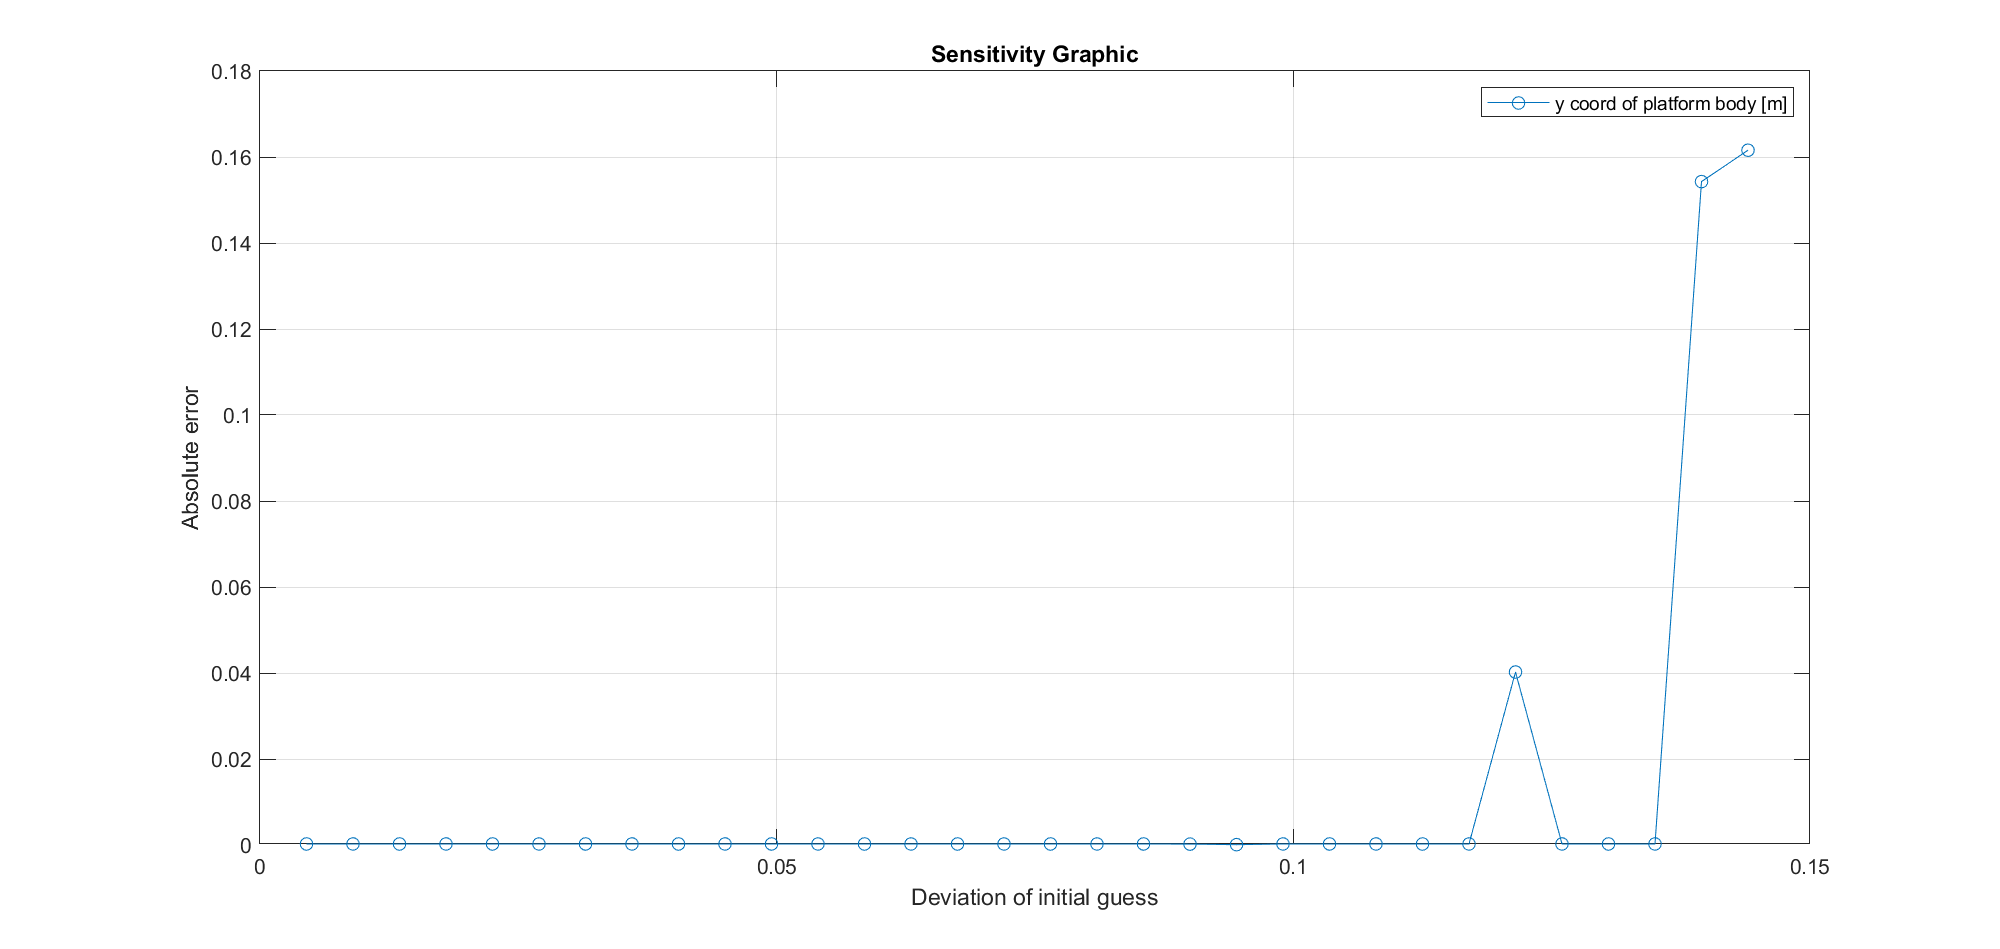 Sensitivity Graphic
y coord of platform body [m]
Absolute error
0.18
0.16
0.14
0.12
0.1
0.08
0.06
0.04
0.02
0
0 0.05 0.1 0.15
Deviation of initial guess